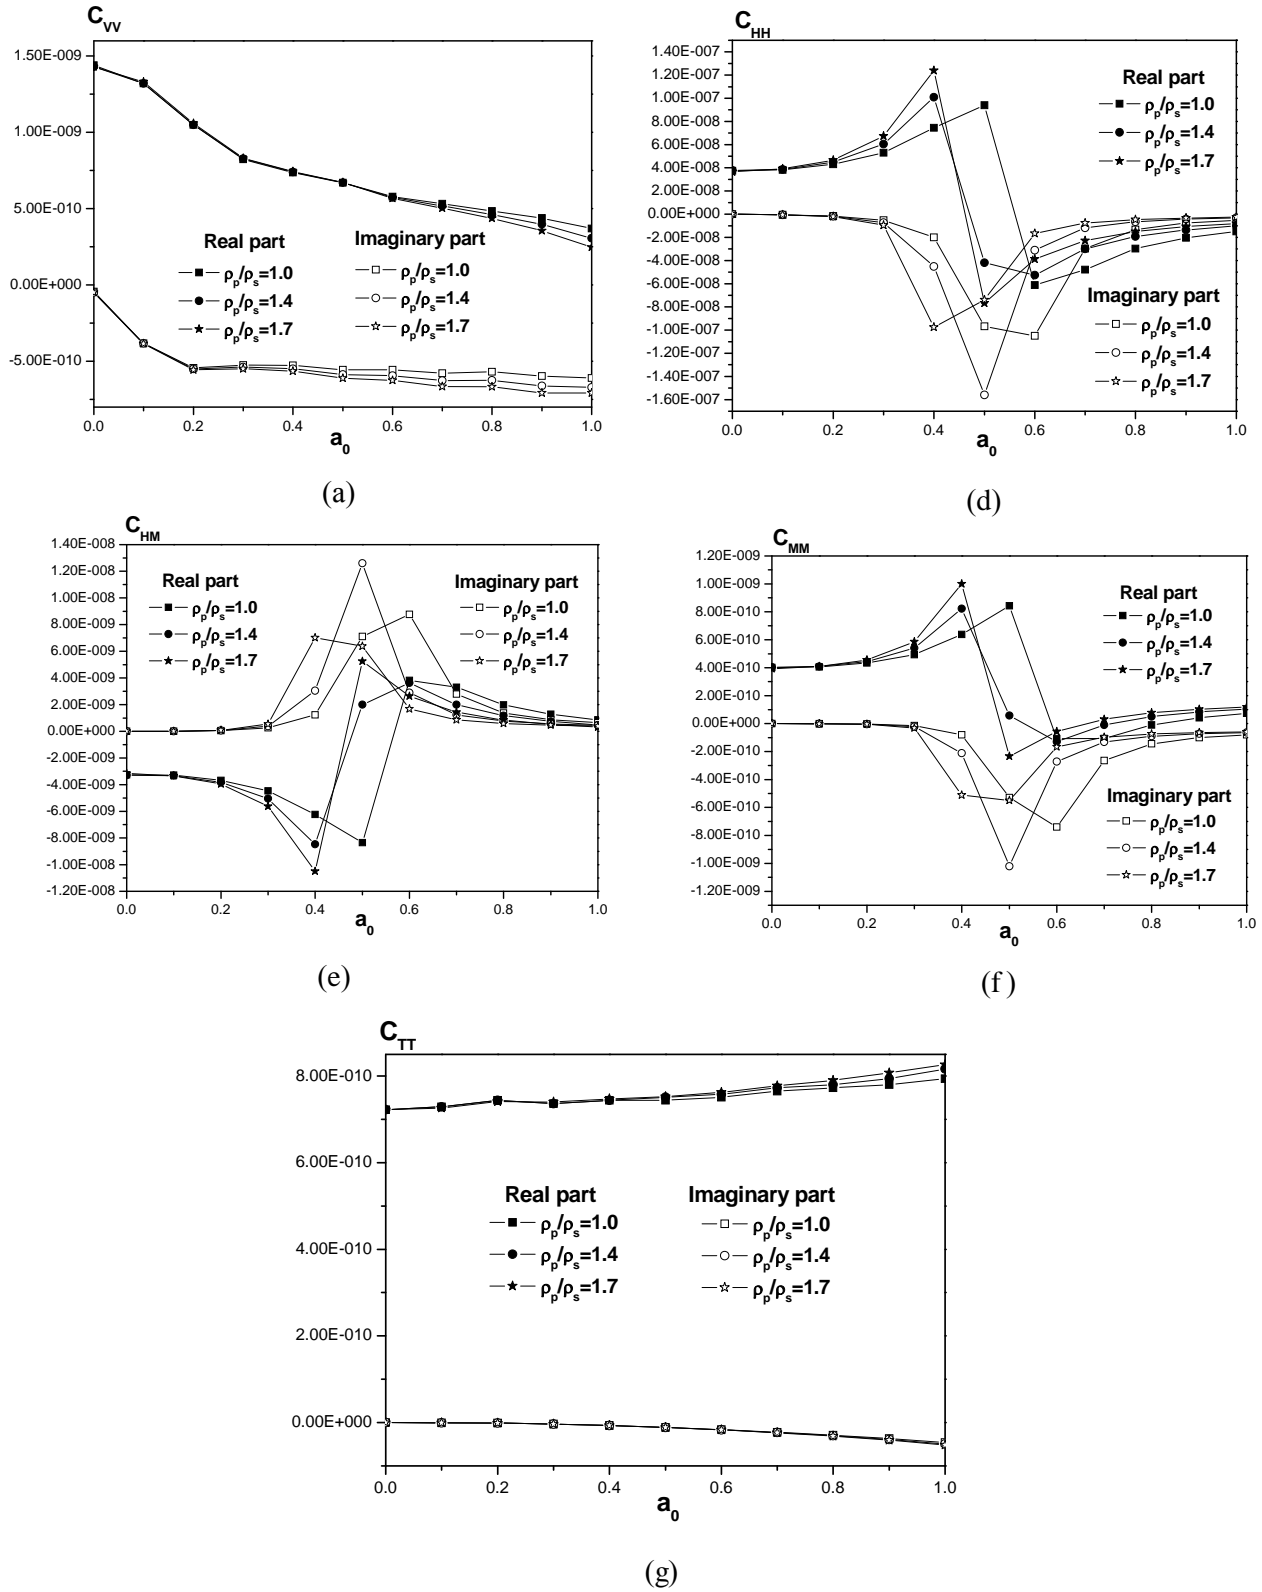 C_VV
1.50E-009
1.00E-009
5.00E-010
0.00E+000
-5.00E-010
Real part
ρ_p/ρ_s=1.0
ρ_p/ρ_s=1.4
ρ_p/ρ_s=1.7
Imaginary part
ρ_p/ρ_s=1.0
ρ_p/ρ_s=1.4
ρ_p/ρ_s=1.7
0.0 0.2 0.4 0.6 0.8 1.0
a_0
(a)
C_HH
1.40E-007
1.20E-007
1.00E-007
8.00E-008
6.00E-008
4.00E-008
2.00E-008
0.00E+000
-2.00E-008
-4.00E-008
-6.00E-008
-8.00E-008
-1.00E-007
-1.20E-007
-1.40E-007
-1.60E-007
Real part
ρ_p/ρ_s=1.0
ρ_p/ρ_s=1.4
ρ_p/ρ_s=1.7
Imaginary part
ρ_p/ρ_s=1.0
ρ_p/ρ_s=1.4
ρ_p/ρ_s=1.7
0.0 0.2 0.4 0.6 0.8 1.0
a_0
(d)
C_HM
1.40E-008
1.20E-008
1.00E-008
8.00E-009
6.00E-009
4.00E-009
2.00E-009
0.00E+000
-2.00E-009
-4.00E-009
-6.00E-009
-8.00E-009
-1.00E-008
-1.20E-008
Real part
ρ_p/ρ_s=1.0
ρ_p/ρ_s=1.4
ρ_p/ρ_s=1.7
Imaginary part
ρ_p/ρ_s=1.0
ρ_p/ρ_s=1.4
ρ_p/ρ_s=1.7
0.0 0.2 0.4 0.6 0.8 1.0
a_0
(e)
C_MM
1.20E-009
1.00E-009
8.00E-010
6.00E-010
4.00E-010
2.00E-010
0.00E+000
-2.00E-010
-4.00E-010
-6.00E-010
-8.00E-010
-1.00E-009
-1.20E-009
Real part
ρ_p/ρ_s=1.0
ρ_p/ρ_s=1.4
ρ_p/ρ_s=1.7
Imaginary part
ρ_p/ρ_s=1.0
ρ_p/ρ_s=1.4
ρ_p/ρ_s=1.7
0.0 0.2 0.4 0.6 0.8 1.0
a_0
(f )
C_TT
8.00E-010
6.00E-010
4.00E-010
2.00E-010
0.00E+000
Real part
ρ_p/ρ_s=1.0
ρ_p/ρ_s=1.4
ρ_p/ρ_s=1.7
Imaginary part
ρ_p/ρ_s=1.0
ρ_p/ρ_s=1.4
ρ_p/ρ_s=1.7
0.0 0.2 0.4 0.6 0.8 1.0
a_0
(g)